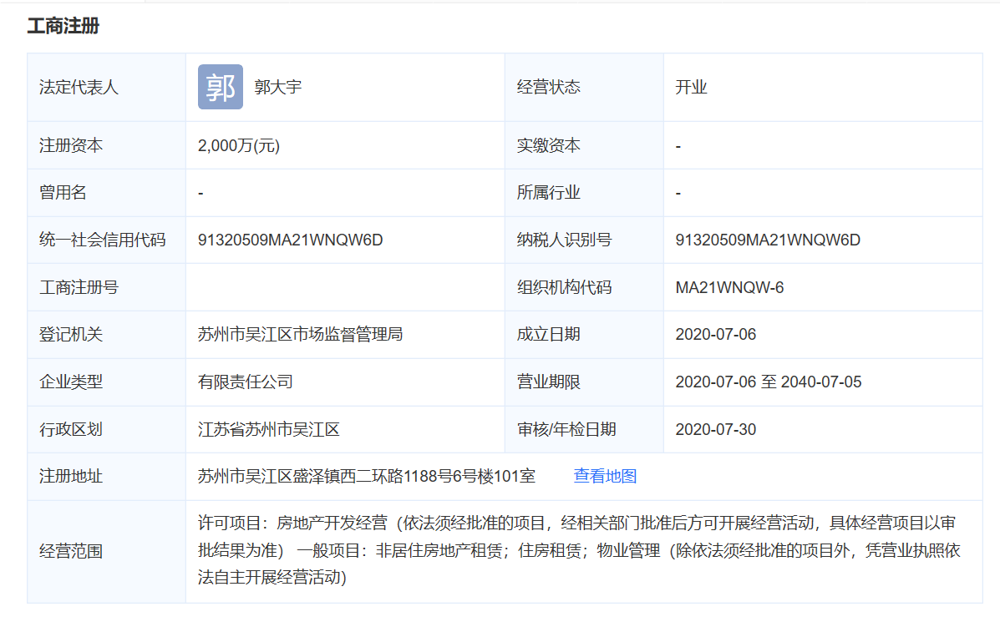 工商注册
法定代表人 郭 郭大宇 经营状态 开业
注册资本 2,000万(元) 实缴资本 -
曾用名 - 所属行业 -
统一社会信用代码 91320509MA21WNQW6D 纳税人识别号 91320509MA21WNQW6D
工商注册号 组织机构代码 MA21WNQW-6
登记机关 苏州市吴江区市场监督管理局 成立日期 2020-07-06
企业类型 有限责任公司 营业期限 2020-07-06 至 2040-07-05
行政区划 江苏省苏州市吴江区 审核/年检日期 2020-07-30
注册地址 苏州市吴江区盛泽镇西二环路1188号6号楼101室 查看地图
经营范围
许可项目：房地产开发经营（依法须经批准的项目，经相关部门批准后方可开展经营活动，具体经营项目以审
批结果为准） 一般项目：非居住房地产租赁；住房租赁；物业管理（除依法须经批准的项目外，凭营业执照依
法自主开展经营活动)